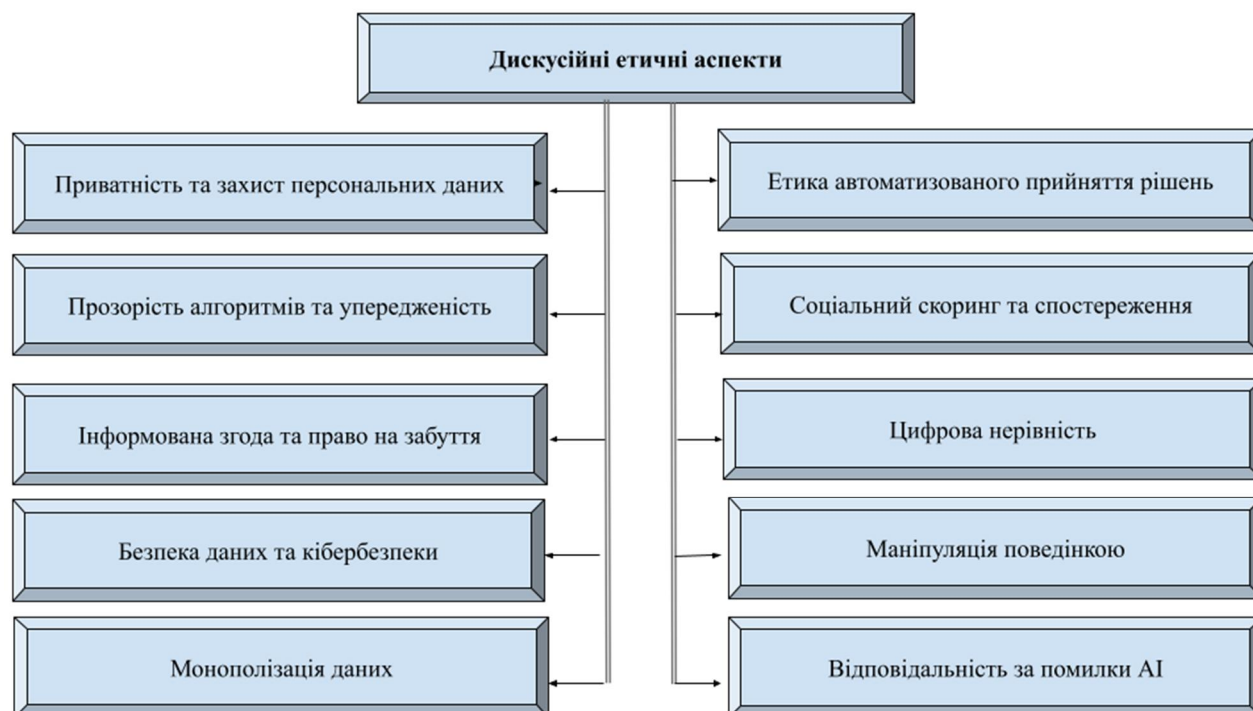 Дискусійні етичні аспекти
Приватність та захист персональних даних
Етика автоматизованого прийняття рішень
Прозорість алгоритмів та упередженість
Соціальний скоринг та спостереження
Інформована згода та право на забуття
Цифрова нерівність
Безпека даних та кібербезпеки
Маніпуляція поведінкою
Монополізація даних
Відповідальність за помилки AI